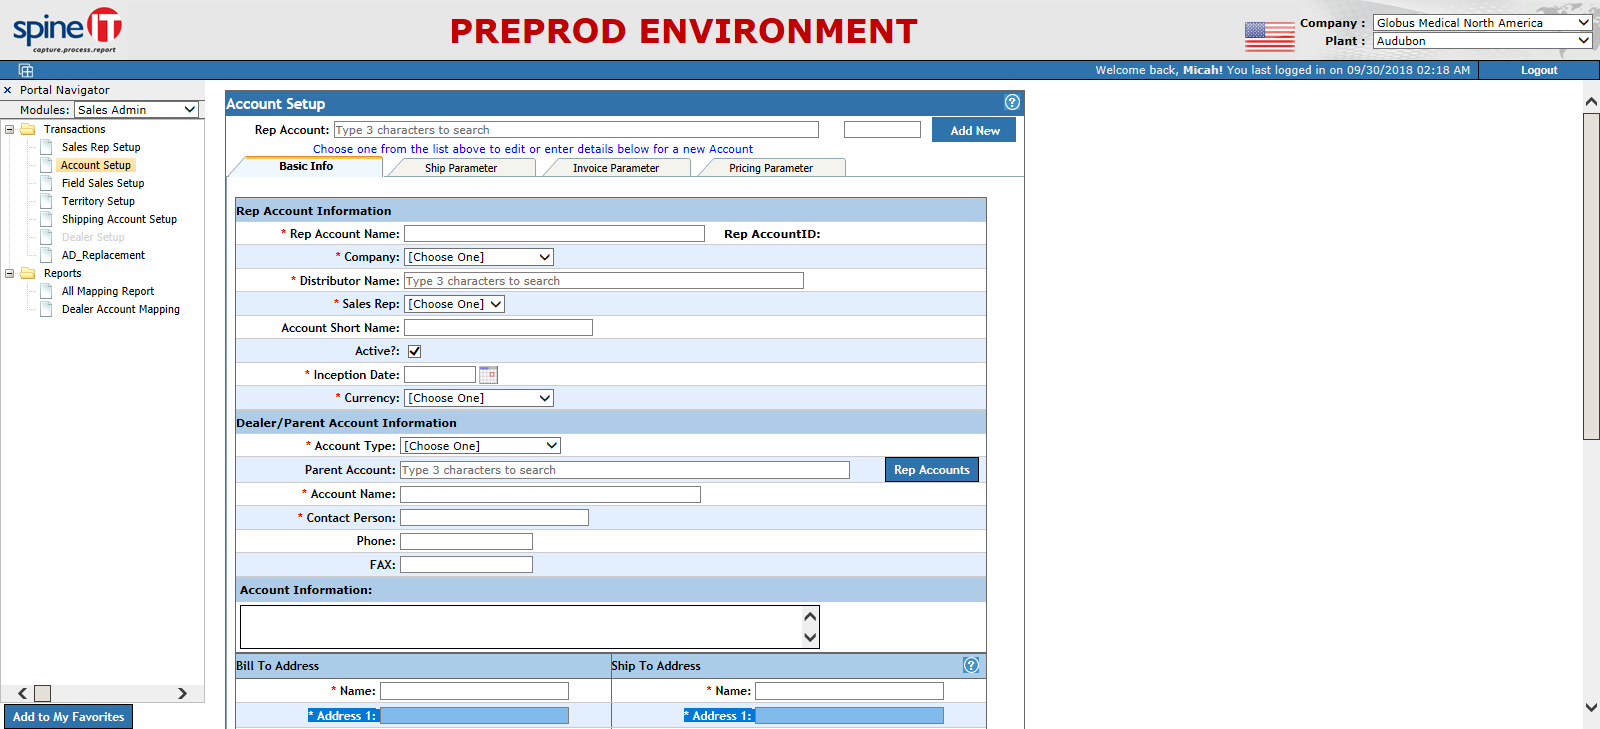 spine IT
capture.process.report
PREPROD ENVIRONMENT
Company : Globus Medical North America
Plant : Audubon
Welcome back, Micah! You last logged in on 09/30/2018 02:18 AM
Logout
× Portal Navigator
Modules: Sales Admin
Transactions
Sales Rep Setup
Account Setup
Field Sales Setup
Territory Setup
Shipping Account Setup
Dealer Setup
AD_Replacement
Reports
All Mapping Report
Dealer Account Mapping
Add to My Favorites
Account Setup ?
Rep Account: Type 3 characters to search Add New
Choose one from the list above to edit or enter details below for a new Account
Basic Info Ship Parameter Invoice Parameter Pricing Parameter
Rep Account Information
* Rep Account Name: Rep AccountID:
* Company: [Choose One]
* Distributor Name: Type 3 characters to search
* Sales Rep: [Choose One]
Account Short Name:
Active?:
* Inception Date:
* Currency: [Choose One]
Dealer/Parent Account Information
* Account Type: [Choose One]
Parent Account: Type 3 characters to search Rep Accounts
* Account Name:
* Contact Person:
Phone:
FAX:
Account Information:
Bill To Address Ship To Address ?
* Name: * Name:
* Address 1: * Address 1: